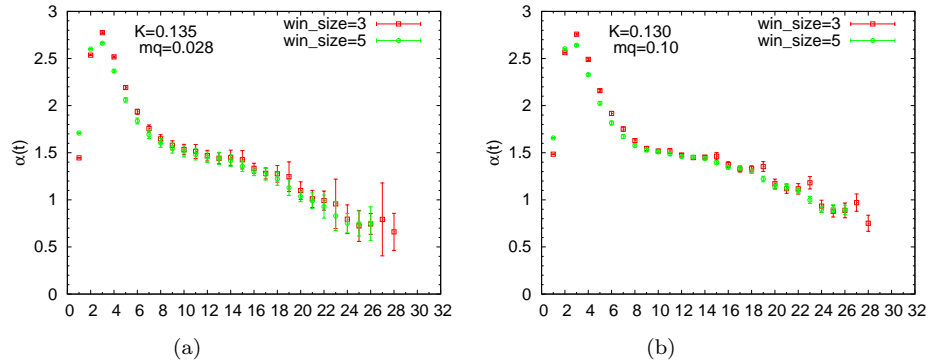 3
2.5
2
1.5
1
0.5
0
α(t)
K=0.135
mq=0.028
win_size=3
win_size=5
0 2 4 6 8 10 12 14 16 18 20 22 24 26 28 30 32
(a)
3
2.5
2
1.5
1
0.5
0
α(t)
K=0.130
mq=0.10
win_size=3
win_size=5
0 2 4 6 8 10 12 14 16 18 20 22 24 26 28 30 32
(b)